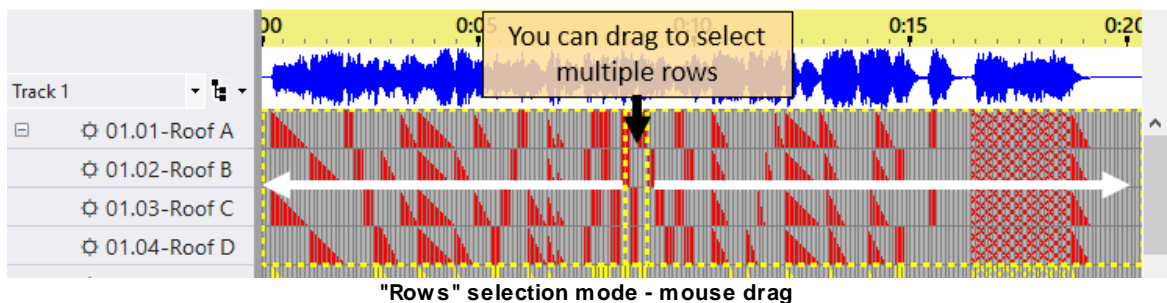 00 0:05 0:10 0:15 0:20
You can drag to select
multiple rows
Track 1
01.01-Roof A
01.02-Roof B
01.03-Roof C
01.04-Roof D
"Rows" selection mode - mouse drag